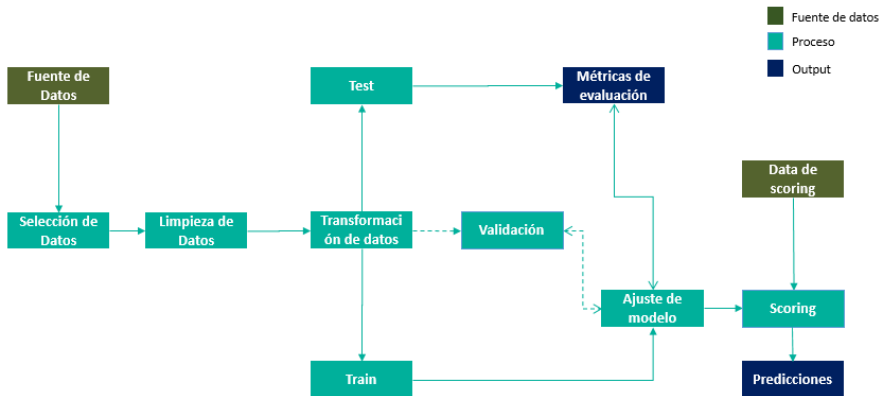 Fuente de datos
Proceso
Output
Fuente de
Datos
Test
Métricas de
evaluación
Data de
scoring
Selección de
Datos
Limpieza de
Datos
Transformaci
ón de datos
Validación
Ajuste de
modelo
Scoring
Train
Predicciones